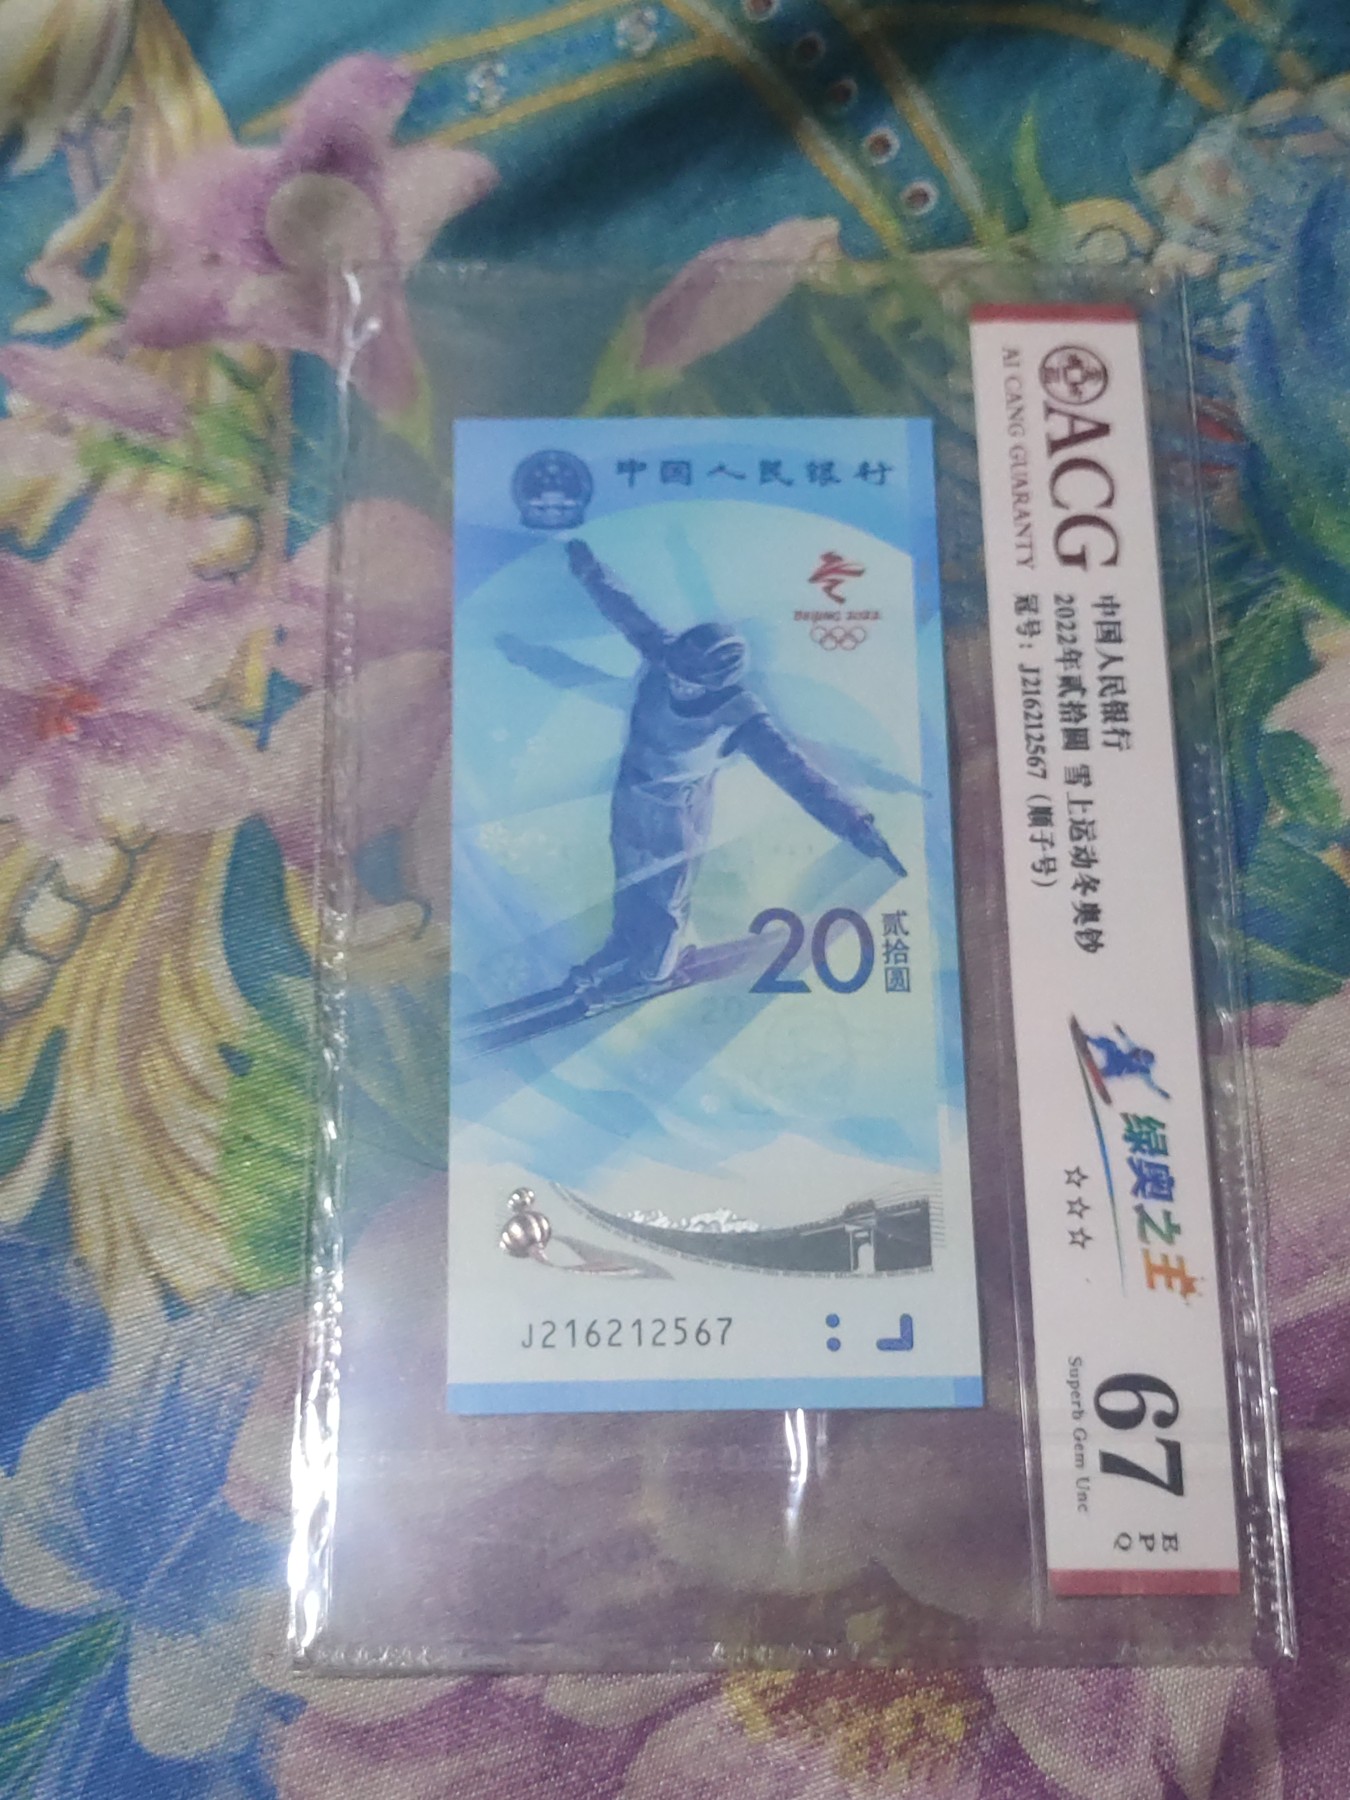 中国人民银行
BEIJING 2022
20
贰拾圆
20
J216212567
ACG
AI CANG GUARANTY
中国人民银行
2022年贰拾圆 雪上运动冬奥钞
冠号：J216212567（顺子号）
绿奥之主
☆☆☆
67
EPQ
Superb Gem Unc